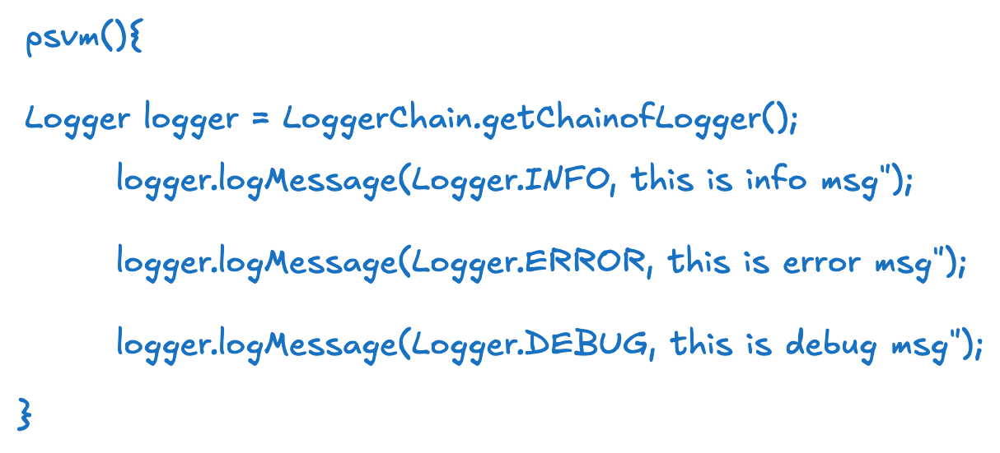 psvm(){
Logger logger = LoggerChain.getChainofLogger();
logger.logMessage(Logger.INFO, this is info msg");
logger.logMessage(Logger.ERROR, this is error msg");
logger.logMessage(Logger.DEBUG, this is debug msg");
}